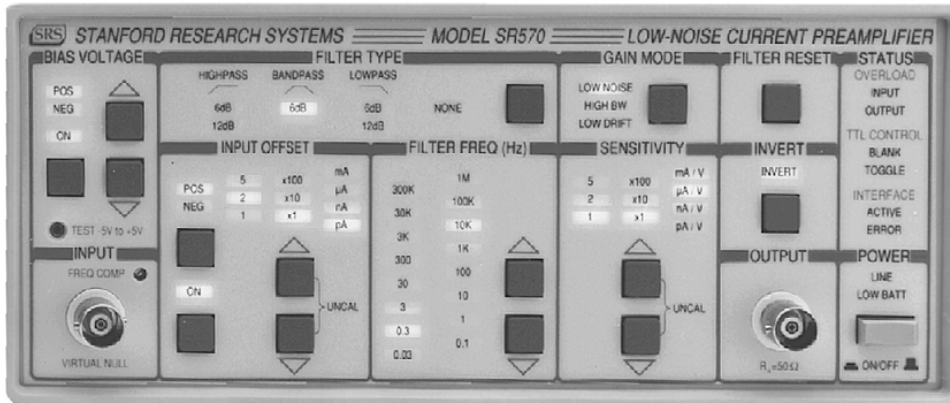 SRS STANFORD RESEARCH SYSTEMS MODEL SR570 LOW-NOISE CURRENT PREAMPLIFIER
BIAS VOLTAGE
POS
NEG
ON
TEST -5V to +5V
FILTER TYPE
HIGHPASS BANDPASS LOWPASS
6dB 6dB 6dB NONE
12dB 12dB
GAIN MODE
LOW NOISE
HIGH BW
LOW DRIFT
FILTER RESET
STATUS
OVERLOAD
INPUT
OUTPUT
TTL CONTROL
BLANK
TOGGLE
INTERFACE
ACTIVE
ERROR
INPUT OFFSET
POS
NEG
5 x100 mA
2 x10 μA
1 x1 nA
pA
ON
UNCAL
FILTER FREQ (Hz)
1M
300K
100K
30K
10K
3K
1K
300
100
30
10
3
1
0.3
0.1
0.03
SENSITIVITY
5 x100 mA / V
2 x10 μA / V
1 x1 nA / V
pA / V
UNCAL
INVERT
INVERT
INPUT
FREQ COMP
VIRTUAL NULL
OUTPUT
R₀=50Ω
POWER
LINE
LOW BATT
ON/OFF